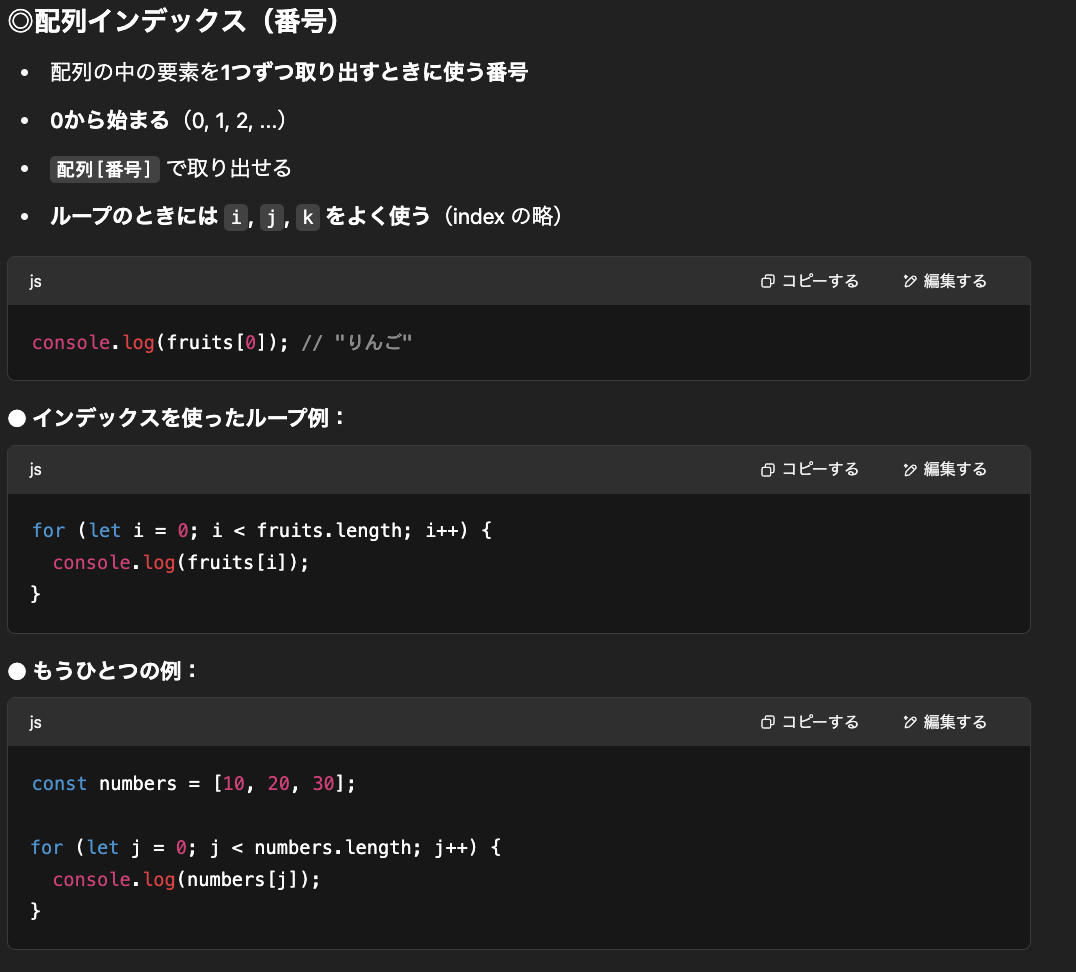 ◎配列インデックス（番号）
• 配列の中の要素を1つずつ取り出すときに使う番号
• 0から始まる（0, 1, 2, ...）
• 配列[番号] で取り出せる
• ループのときには i, j, k をよく使う（index の略）
js コピーする 編集する
console.log(fruits[0]); // "りんご"
● インデックスを使ったループ例：
js コピーする 編集する
for (let i = 0; i < fruits.length; i++) {
  console.log(fruits[i]);
}
● もうひとつの例：
js コピーする 編集する
const numbers = [10, 20, 30];
for (let j = 0; j < numbers.length; j++) {
  console.log(numbers[j]);
}